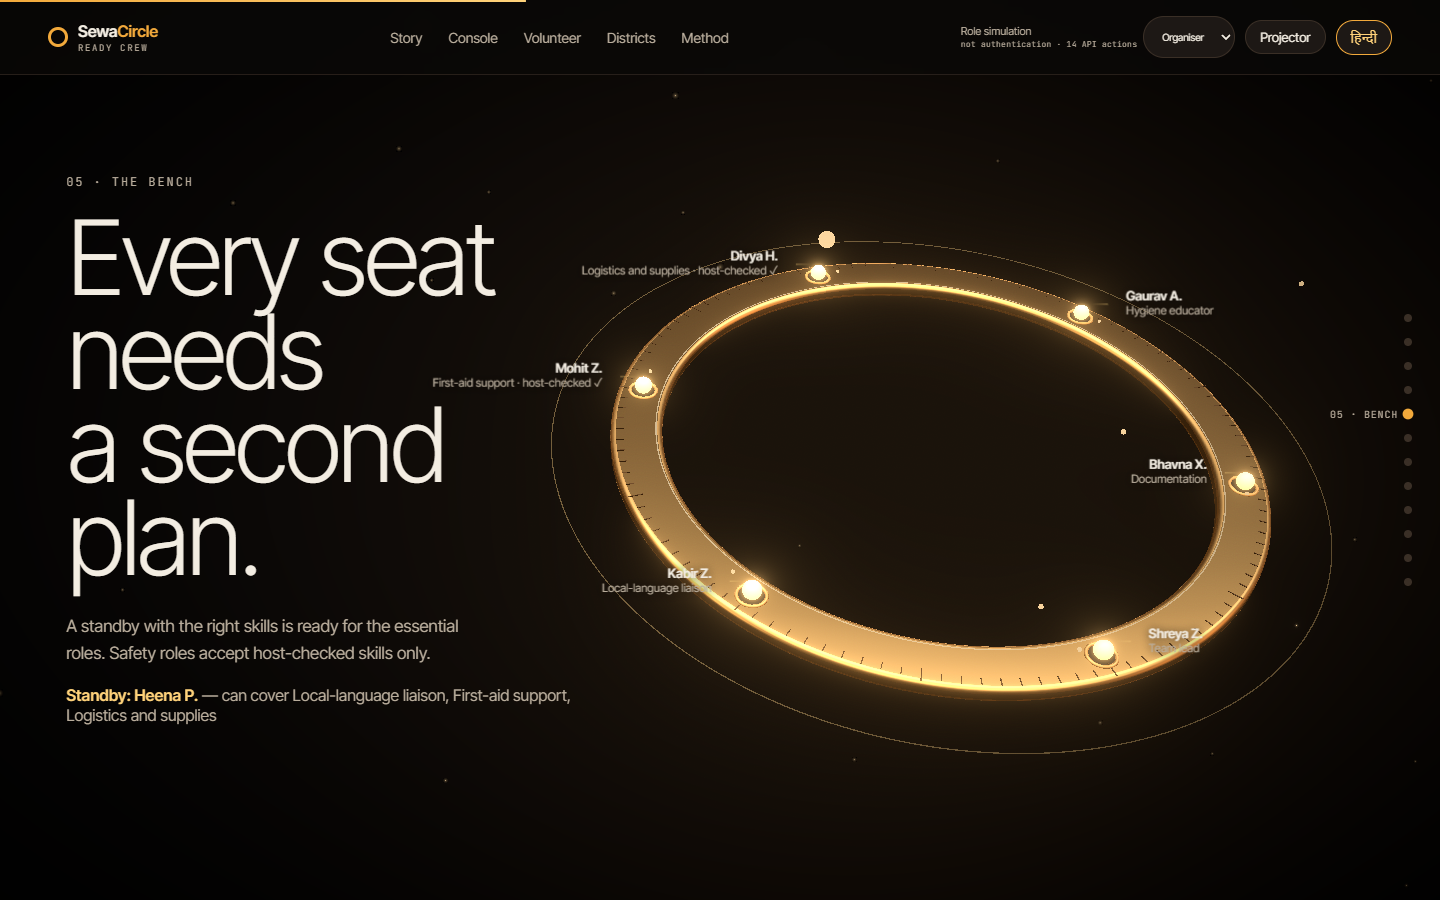 SewaCircle
READY CREW
Story
Console
Volunteer
Districts
Method
Role simulation
not authentication · 14 API actions
Organiser
Projector
हिन्दी
05 · THE BENCH
Every seat
needs
a second
plan.
A standby with the right skills is ready for the essential
roles. Safety roles accept host-checked skills only.
Standby: Heena P. — can cover Local-language liaison, First-aid support,
Logistics and supplies
Divya H.
Logistics and supplies · host-checked ✓
Gaurav A.
Hygiene educator
Mohit Z.
First-aid support · host-checked ✓
Bhavna X.
Documentation
Kabir Z.
Local-language liaison
Shreya Z.
05 · BENCH